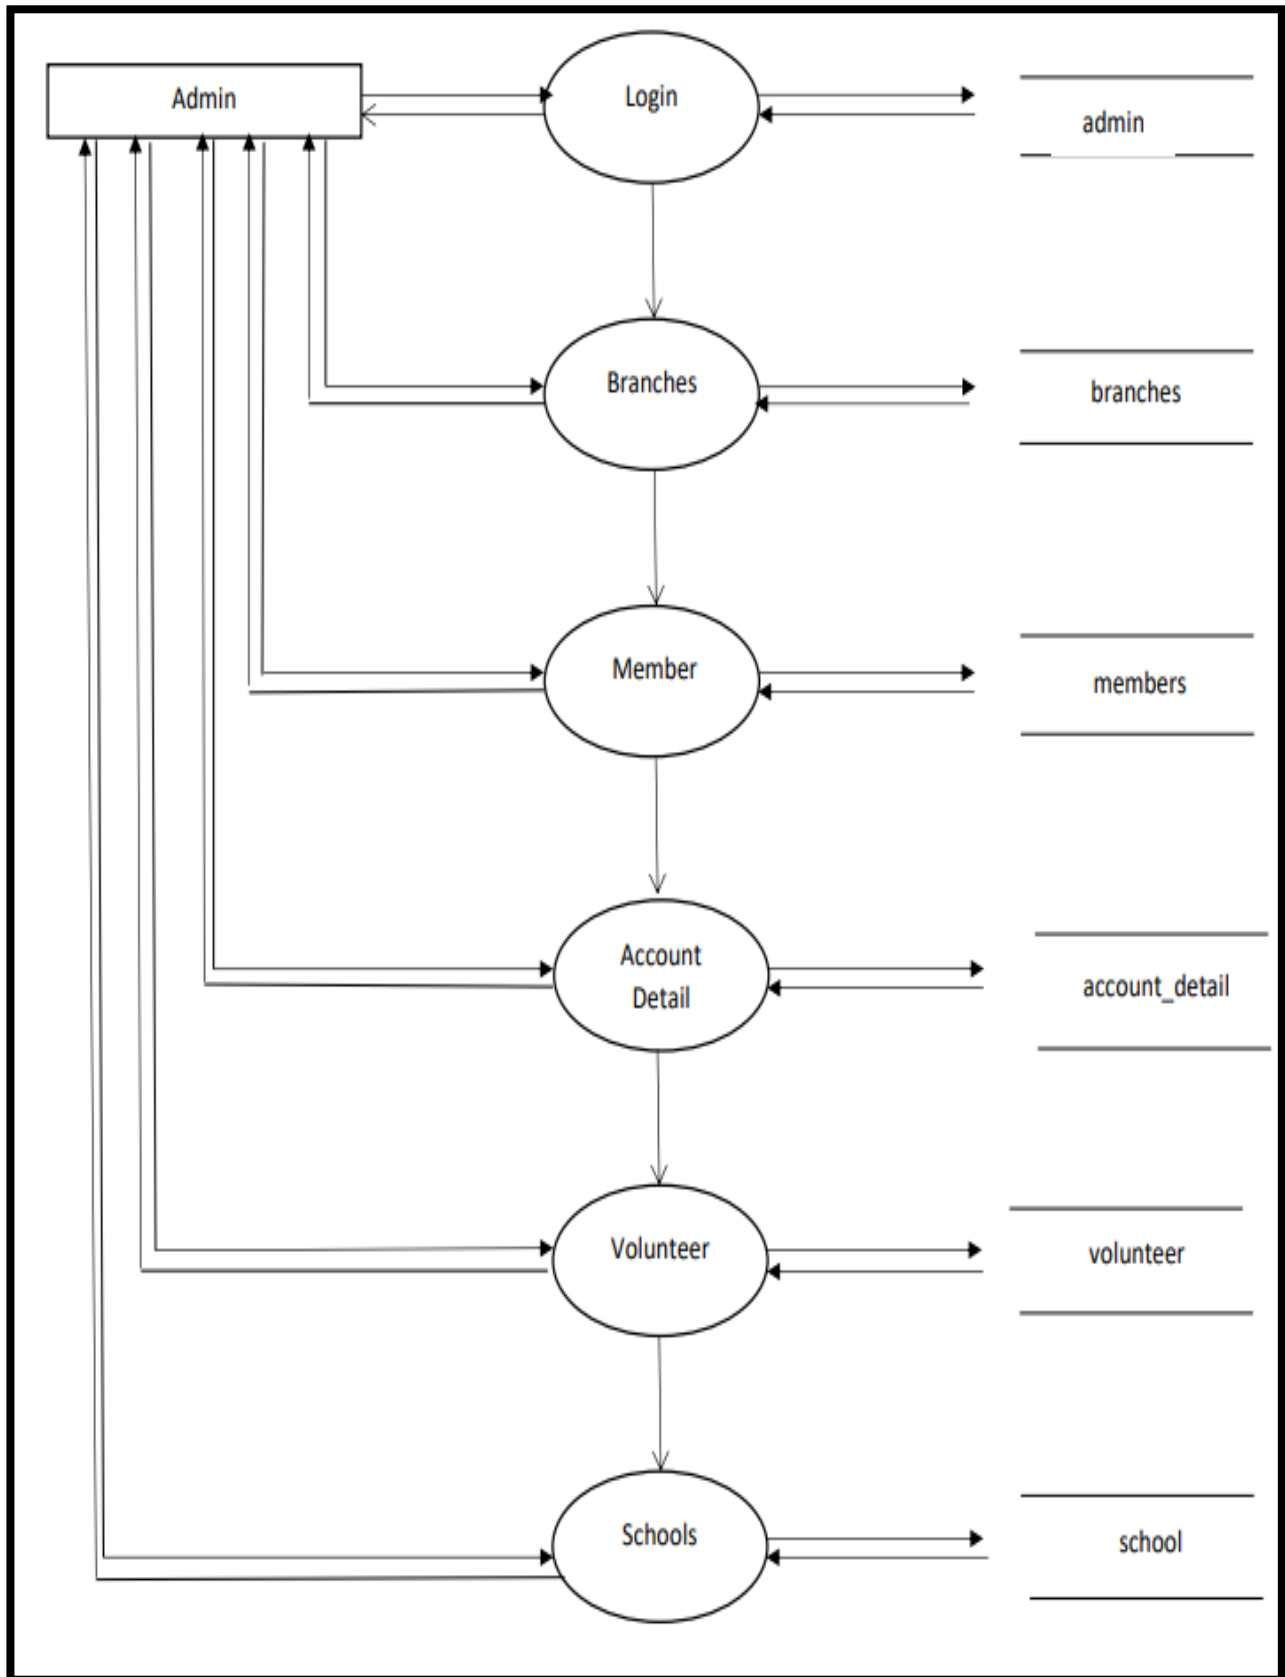 Admin
Login
admin
Branches
branches
Member
members
Account
Detail
account_detail
Volunteer
volunteer
Schools
school